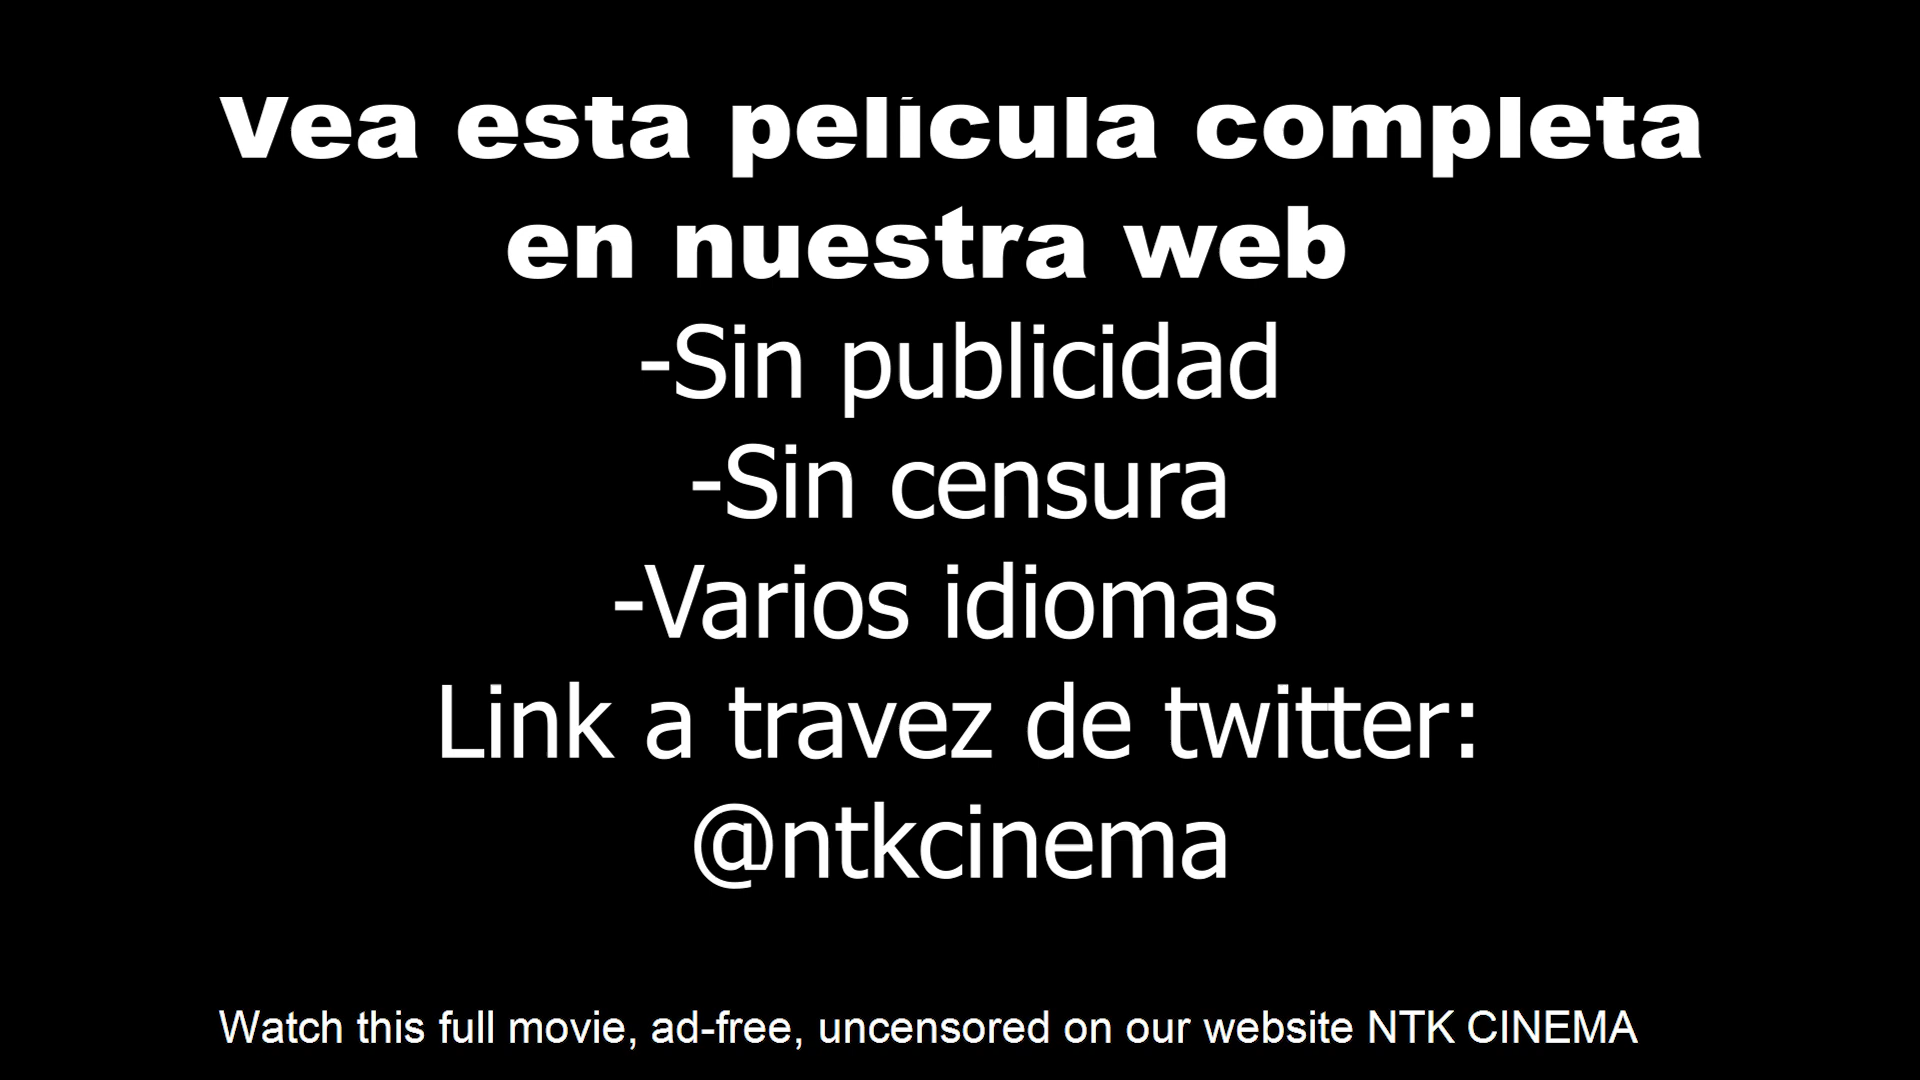 Vea esta película completa
en nuestra web
-Sin publicidad
-Sin censura
-Varios idiomas
Link a travez de twitter:
@ntkcinema
Watch this full movie, ad-free, uncensored on our website NTK CINEMA